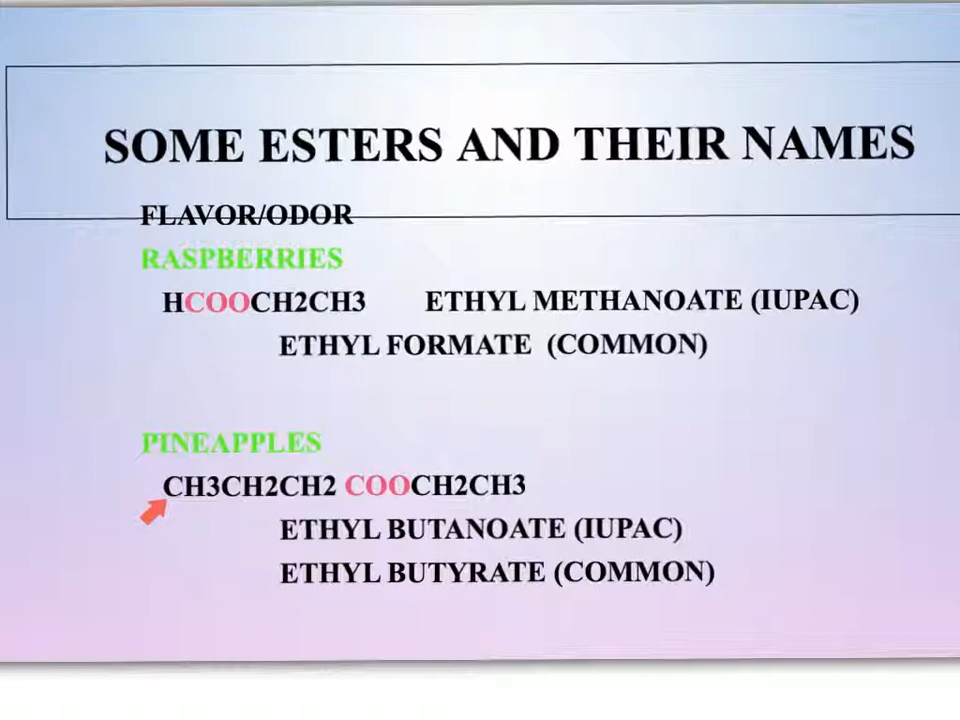 SOME ESTERS AND THEIR NAMES
FLAVOR/ODOR
RASPBERRIES
HCOOCH2CH3 ETHYL METHANOATE (IUPAC)
ETHYL FORMATE (COMMON)
PINEAPPLES
CH3CH2CH2 COOCH2CH3
ETHYL BUTANOATE (IUPAC)
ETHYL BUTYRATE (COMMON)